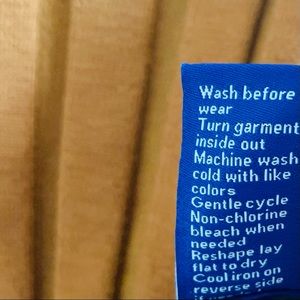 Wash before
wear
Turn garment
inside out
Machine wash
cold with like
colors
Gentle cycle
Non-chlorine
bleach when
needed
Reshape lay
flat to dry
Cool iron on
reverse side